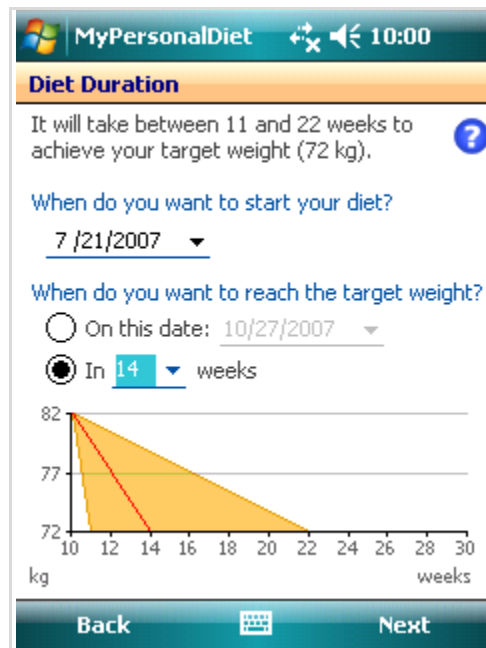 MyPersonalDiet 10:00
Diet Duration
It will take between 11 and 22 weeks to
achieve your target weight (72 kg).
?
When do you want to start your diet?
7 /21/2007
When do you want to reach the target weight?
On this date: 10/27/2007
In 14 weeks
82
77
72
10 12 14 16 18 20 22 24 26 28 30
kg weeks
Back Next